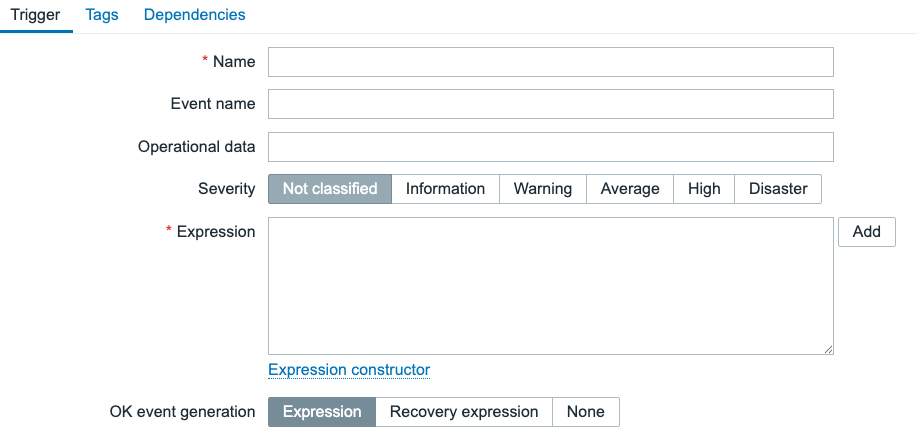 Trigger Tags Dependencies
* Name
Event name
Operational data
Severity Not classified Information Warning Average High Disaster
* Expression Add
Expression constructor
OK event generation Expression Recovery expression None